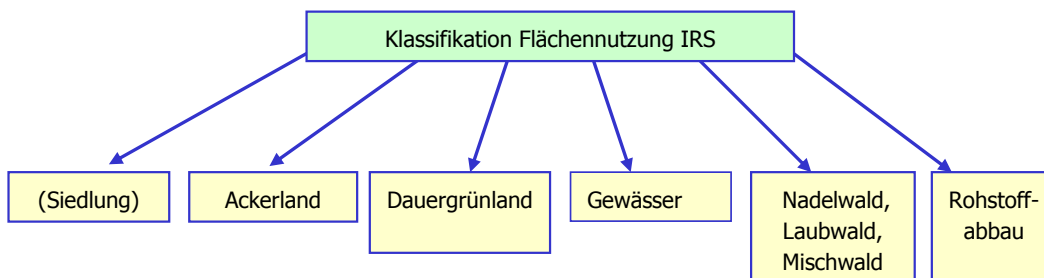 Klassifikation Flächennutzung IRS
(Siedlung)
Ackerland
Dauergrünland
Gewässer
Nadelwald,
Laubwald,
Mischwald
Rohstoff-
abbau